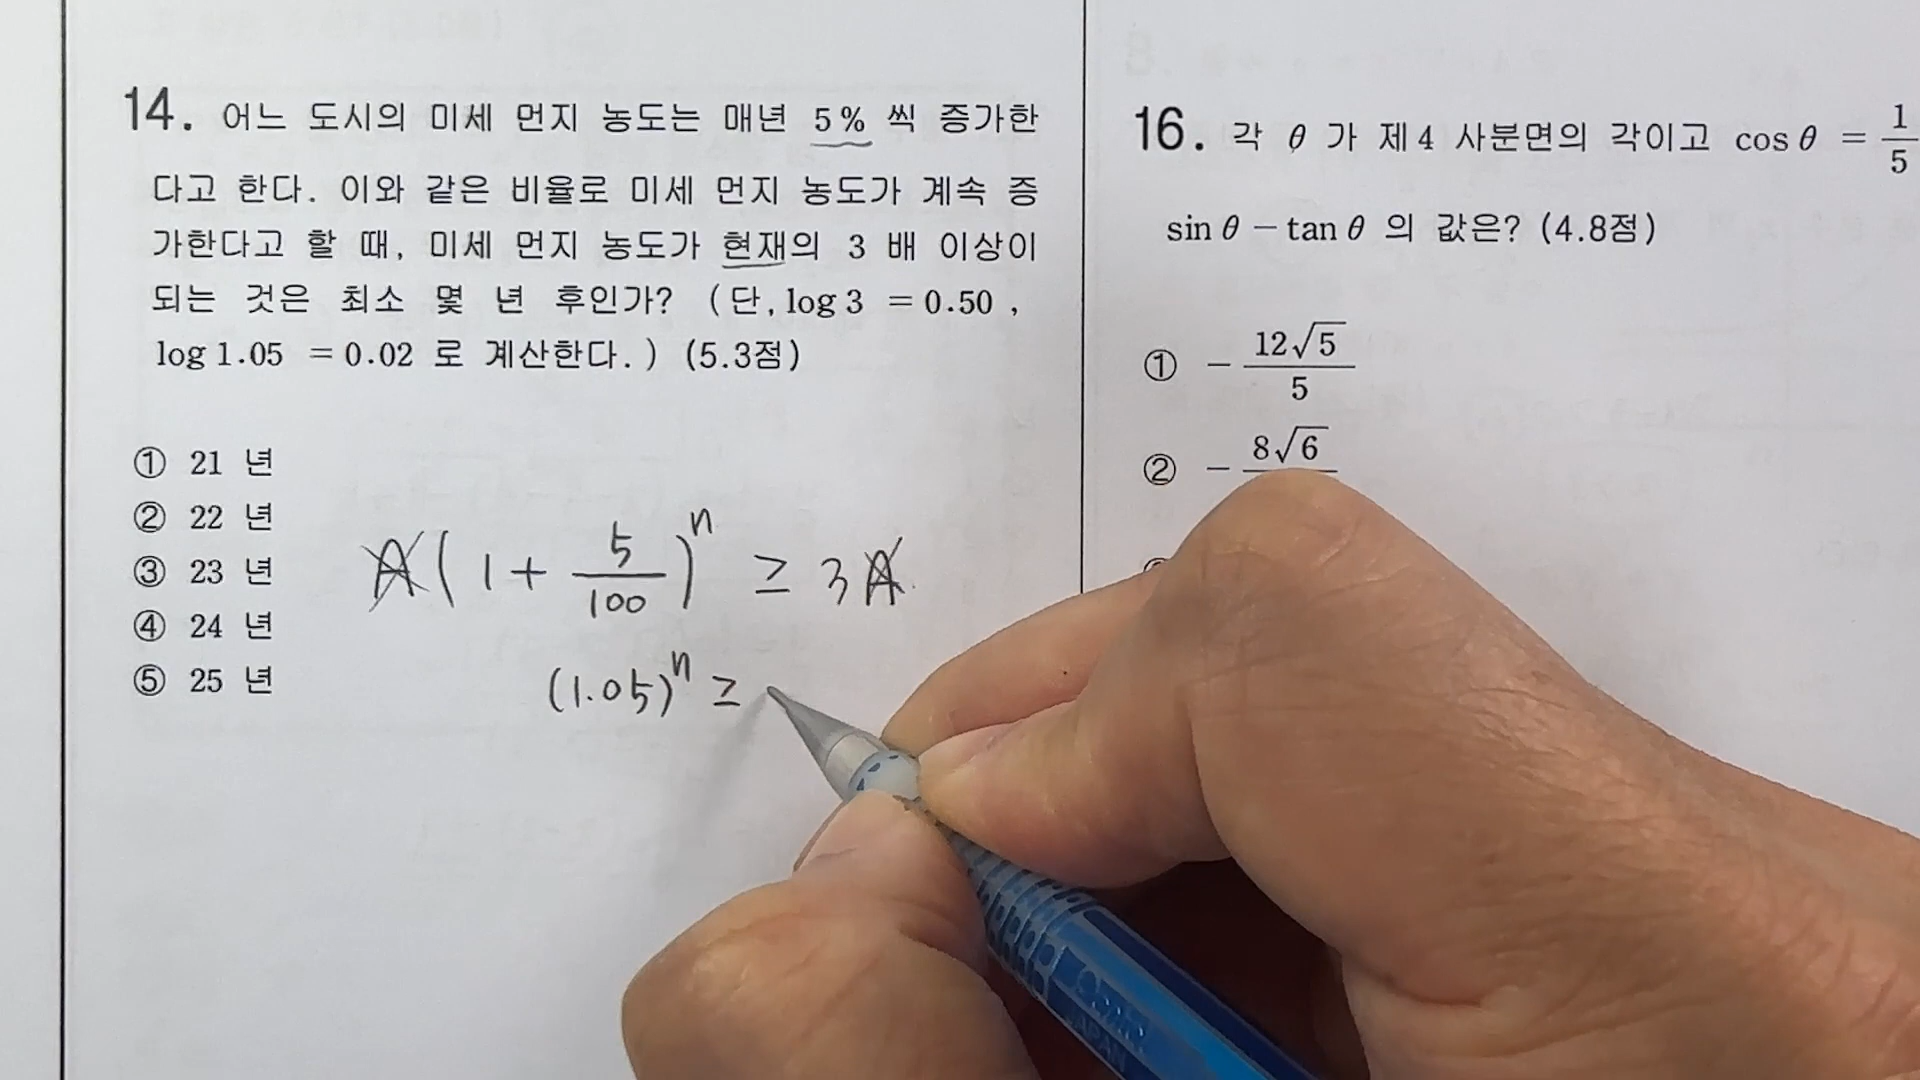 14. 어느 도시의 미세 먼지 농도는 매년 5% 씩 증가한
다고 한다. 이와 같은 비율로 미세 먼지 농도가 계속 증
가한다고 할 때, 미세 먼지 농도가 현재의 3 배 이상이
되는 것은 최소 몇 년 후인가? (단, log 3 = 0.50 ,
log 1.05 = 0.02 로 계산한다.) (5.3점)
① 21 년
② 22 년
③ 23 년
④ 24 년
⑤ 25 년
A(1+5/100)^n ≥ 3A
(1.05)^n ≥
16. 각 θ 가 제4 사분면의 각이고 cos θ = 1/5
sin θ − tan θ 의 값은? (4.8점)
① − 12√5/5
② − 8√6